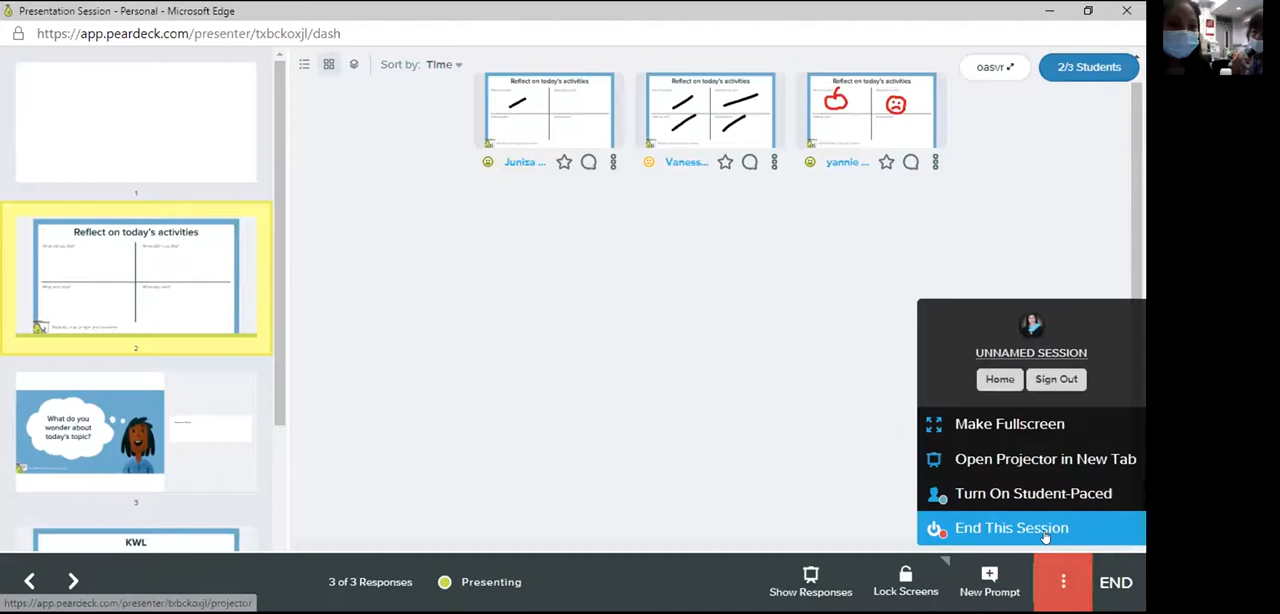 Presentation Session - Personal - Microsoft Edge
https://app.peardeck.com/presenter/txbckoxjl/dash
Sort by: Time
oasvr
2/3 Students
Reflect on today's activities
Reflect on today's activities
Reflect on today's activities
Juniza ...
Vaness...
yannie ...
1
Reflect on today's activities
2
What do you
wonder about
today's topic?
3
KWL
UNNAMED SESSION
Home
Sign Out
Make Fullscreen
Open Projector in New Tab
Turn On Student-Paced
End This Session
3 of 3 Responses
Presenting
Show Responses
Lock Screens
New Prompt
END
https://app.peardeck.com/presenter/txbckoxjl/projector